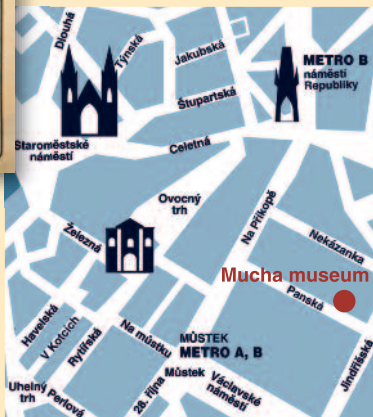 Dlouhá
Týnská
Jakubská
METRO B
náměstí
Republiky
Štupartská
Staroměstské
náměstí
Celetná
Ovocný
trh
Železná
Na Příkopě
Nekázanka
Mucha museum
Panská
Havelská
V Kotcích
Rytířská
Na můstku
MŮSTEK
METRO A, B
Jindřišská
Uhelný
trh
Perlová
28. října
Můstek
Václavské
náměstí